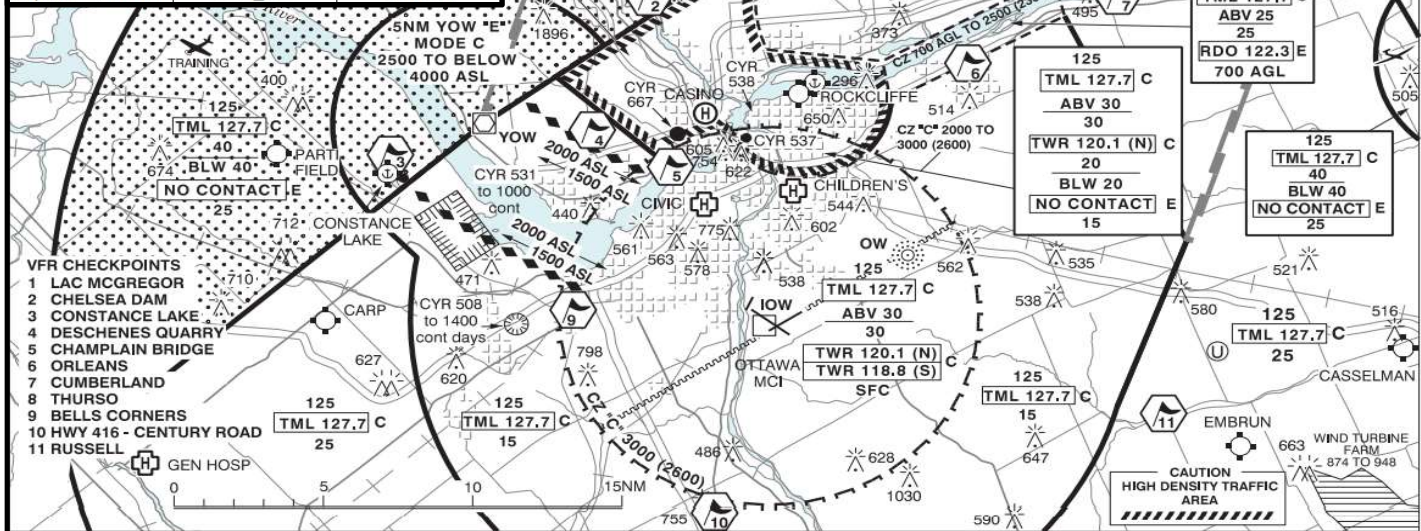 River
.5NM YOW "E"
MODE C
2500 TO BELOW
4000 ASL
1896
2
373
CZ 700 AGL TO 2500
495
7
TML 127.7 C
ABV 25
25
RDO 122.3 E
700 AGL
TRAINING
400
125
TML 127.7 C
40
BLW 40
NO CONTACT E
25
674
PARTI
FIELD
712
710
3
CONSTANCE
LAKE
YOW
4
2000 ASL
1500 ASL
CYR 531
to 1000
cont
440
2000 ASL
1500 ASL
471
CYR
667
CASINO
H
CYR
538
296
ROCKCLIFFE
650
605
754
622
CYR 537
5
CIVIC
H
H
CHILDREN'S
544
602
775
561
563
578
538
6
514
CZ "C" 2000 TO
3000 (2600)
125
TML 127.7 C
ABV 30
30
TWR 120.1 (N) C
20
BLW 20
NO CONTACT E
15
125
TML 127.7 C
40
BLW 40
NO CONTACT E
25
505
OW
125
TML 127.7 C
ABV 30
30
TWR 120.1 (N)
TWR 118.8 (S)
C
SFC
IOW
OTTAWA
MCI
562
535
538
521
580
516
125
TML 127.7 C
25
U
CASSELMAN
VFR CHECKPOINTS
1 LAC MCGREGOR
2 CHELSEA DAM
3 CONSTANCE LAKE
4 DESCHENES QUARRY
5 CHAMPLAIN BRIDGE
6 ORLEANS
7 CUMBERLAND
8 THURSO
9 BELLS CORNERS
10 HWY 416 - CENTURY ROAD
11 RUSSELL
CARP
627
CYR 508
to 1400
cont days
620
9
798
125
TML 127.7 C
25
125
TML 127.7 C
15
CZ "C" 3000 (2600)
486
628
1030
590
125
TML 127.7 C
15
647
11
EMBRUN
663
WIND TURBINE
FARM
874 TO 948
CAUTION
HIGH DENSITY TRAFFIC
AREA
H GEN HOSP
0 5 10 15NM
755
10